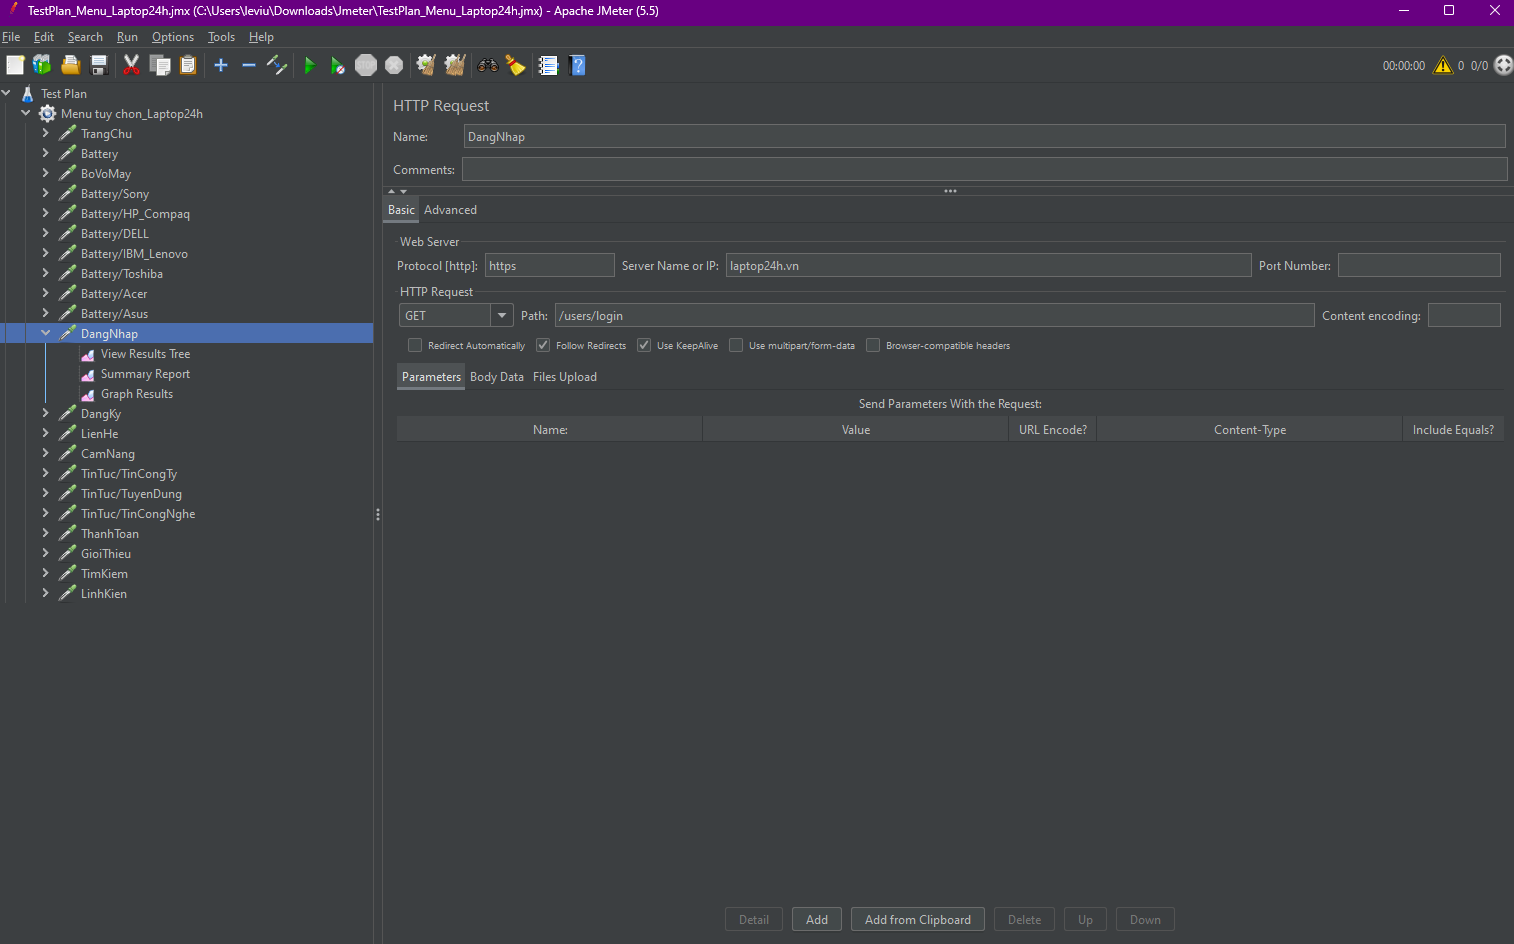 TestPlan_Menu_Laptop24h.jmx (C:\Users\leviu\Downloads\Jmeter\TestPlan_Menu_Laptop24h.jmx) - Apache JMeter (5.5)
File Edit Search Run Options Tools Help
STOP
00:00:00 0 0/0
Test Plan
Menu tuy chon_Laptop24h
TrangChu
Battery
BoVoMay
Battery/Sony
Battery/HP_Compaq
Battery/DELL
Battery/IBM_Lenovo
Battery/Toshiba
Battery/Acer
Battery/Asus
DangNhap
View Results Tree
Summary Report
Graph Results
DangKy
LienHe
CamNang
TinTuc/TinCongTy
TinTuc/TuyenDung
TinTuc/TinCongNghe
ThanhToan
GioiThieu
TimKiem
LinhKien
HTTP Request
Name: DangNhap
Comments:
Basic Advanced
Web Server
Protocol [http]: https Server Name or IP: laptop24h.vn Port Number:
HTTP Request
GET Path: /users/login Content encoding:
Redirect Automatically Follow Redirects Use KeepAlive Use multipart/form-data Browser-compatible headers
Parameters Body Data Files Upload
Send Parameters With the Request:
Name: Value URL Encode? Content-Type Include Equals?
Detail Add Add from Clipboard Delete Up Down